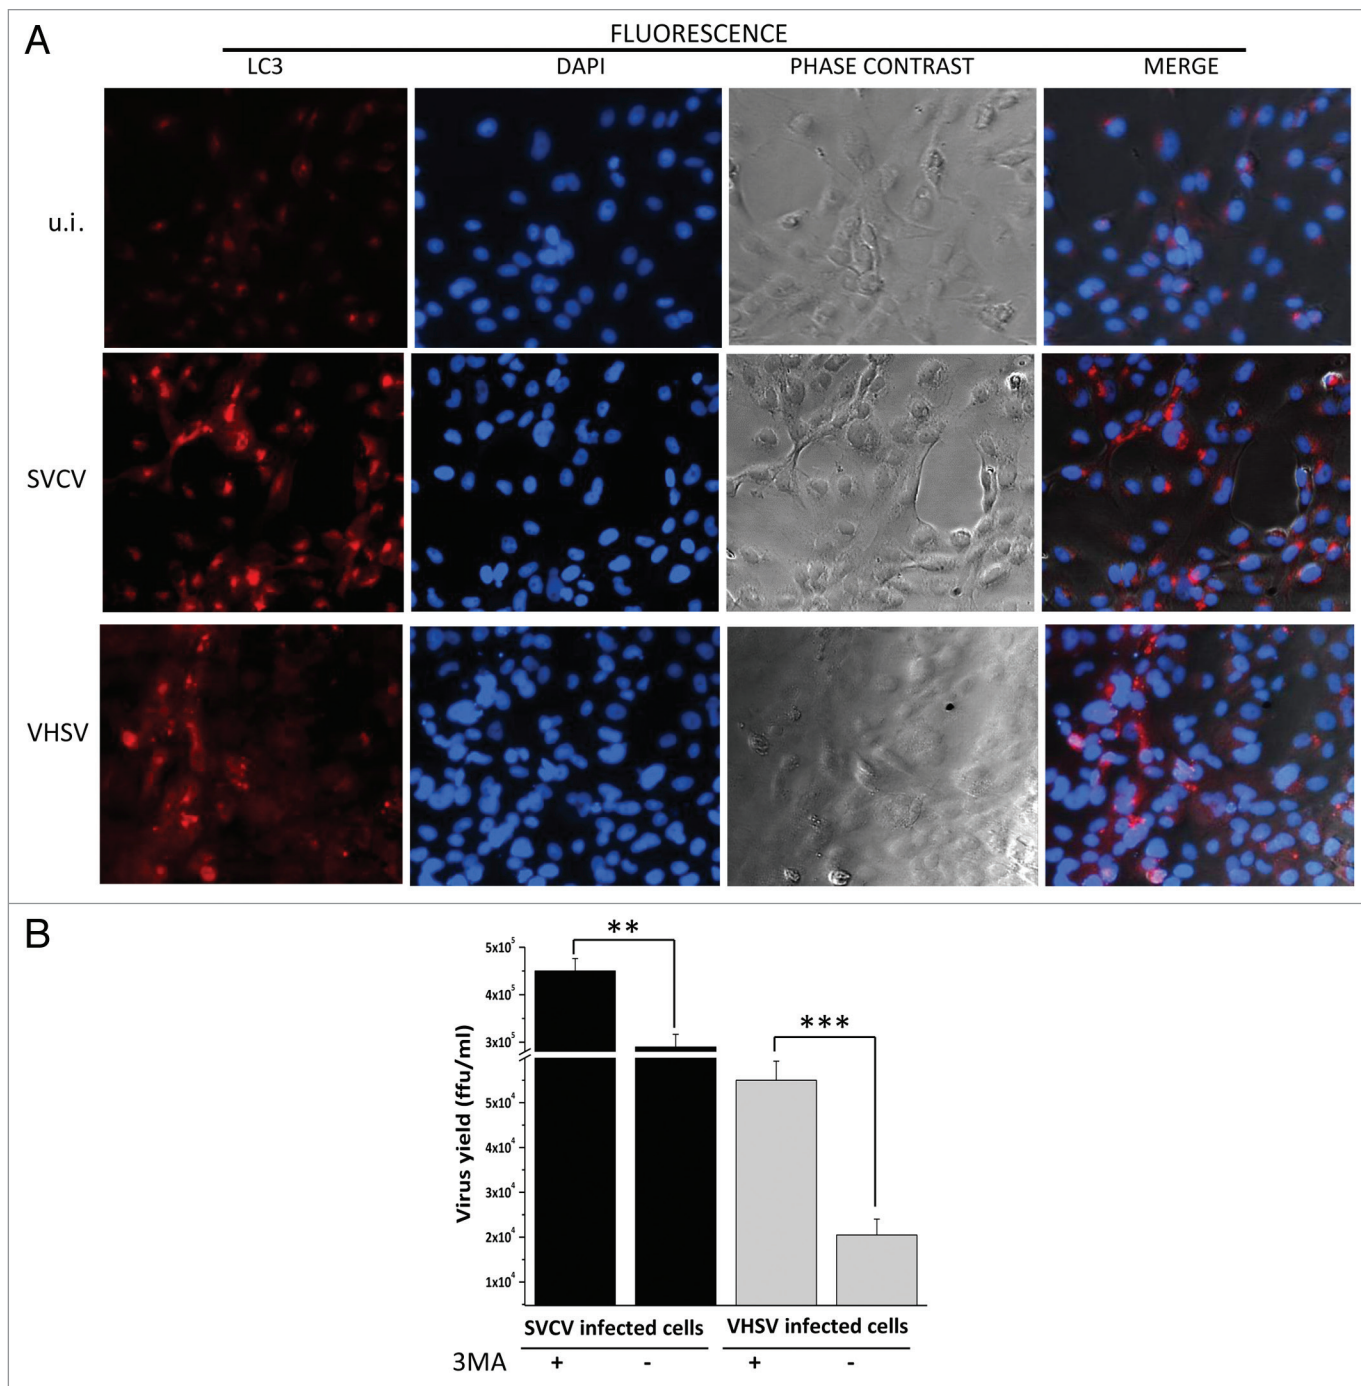 A
FLUORESCENCE
LC3 DAPI PHASE CONTRAST MERGE
u.i.
SVCV
VHSV
B
Virus yield (ffu/ml)
5x10⁵
4x10⁵
3x10⁵
5x10⁴
4x10⁴
3x10⁴
2x10⁴
1x10⁴
**
***
SVCV infected cells VHSV infected cells
3MA + - + -